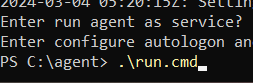 2024-03-04 05:20:15Z: Settin
Enter run agent as service?
Enter configure autologon an
PS C:\agent> .\run.cmd